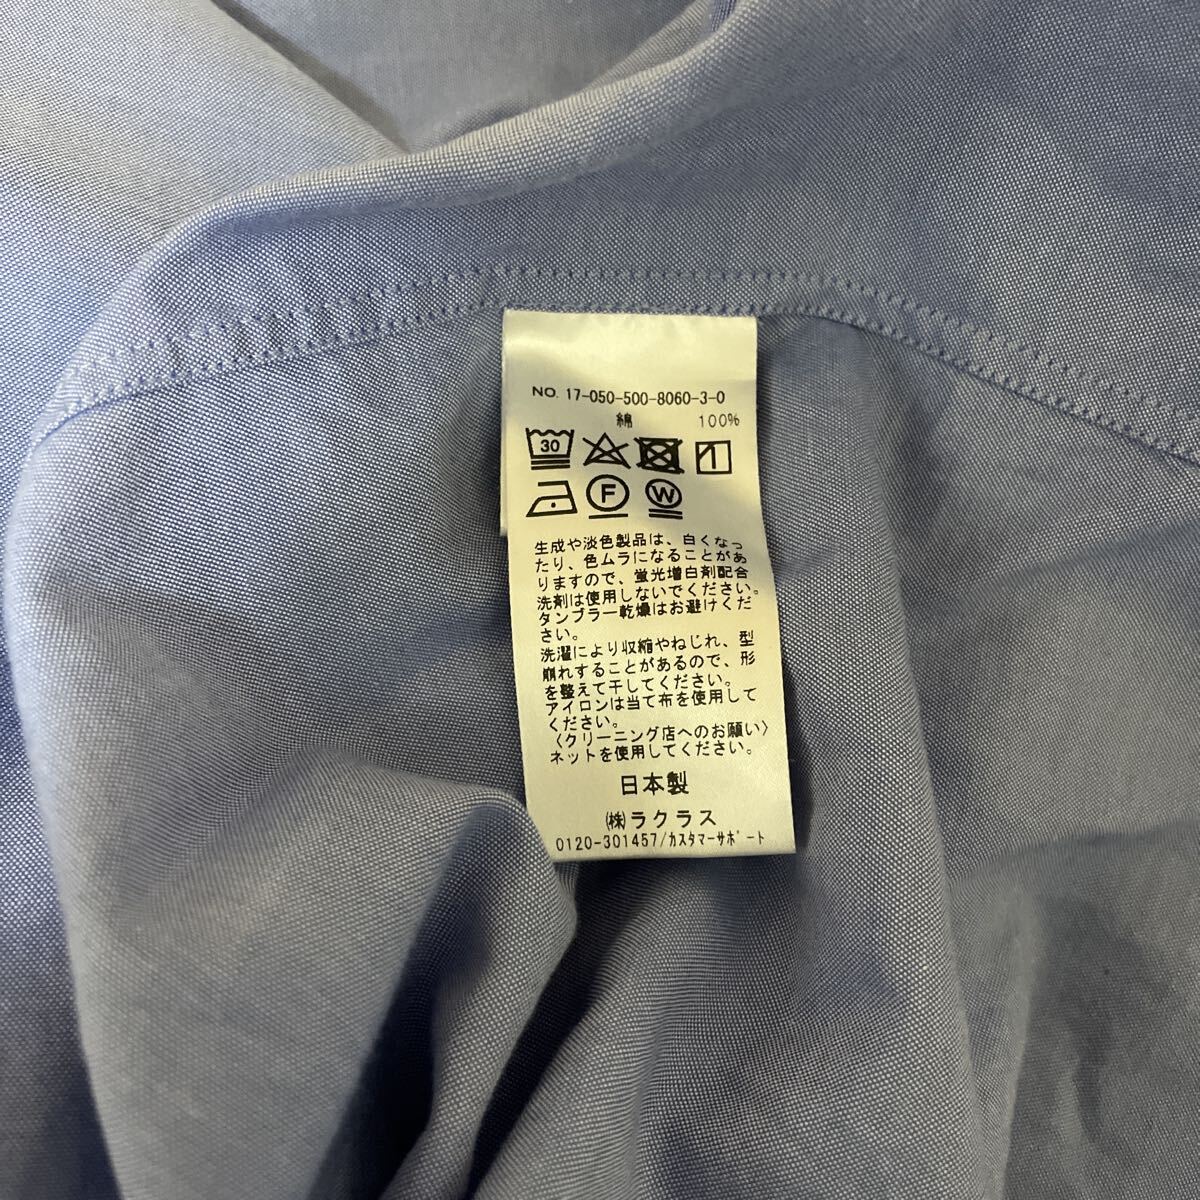 NO. 17-050-500-8060-3-0
綿 100%
30
F W
生成や淡色製品は、白くなっ
たり、色ムラになることがあ
りますので、蛍光増白剤配合
洗剤は使用しないでください。
タンブラー乾燥はお避けくだ
さい。
洗濯により収縮やねじれ、型
崩れすることがあるので、形
を整えて干してください。
アイロンは当て布を使用して
ください。
〈クリーニング店へのお願い〉
ネットを使用してください。
日本製
㈱ラクラス
0120-301457/ｶｽﾀﾏｰｻﾎﾟｰﾄ